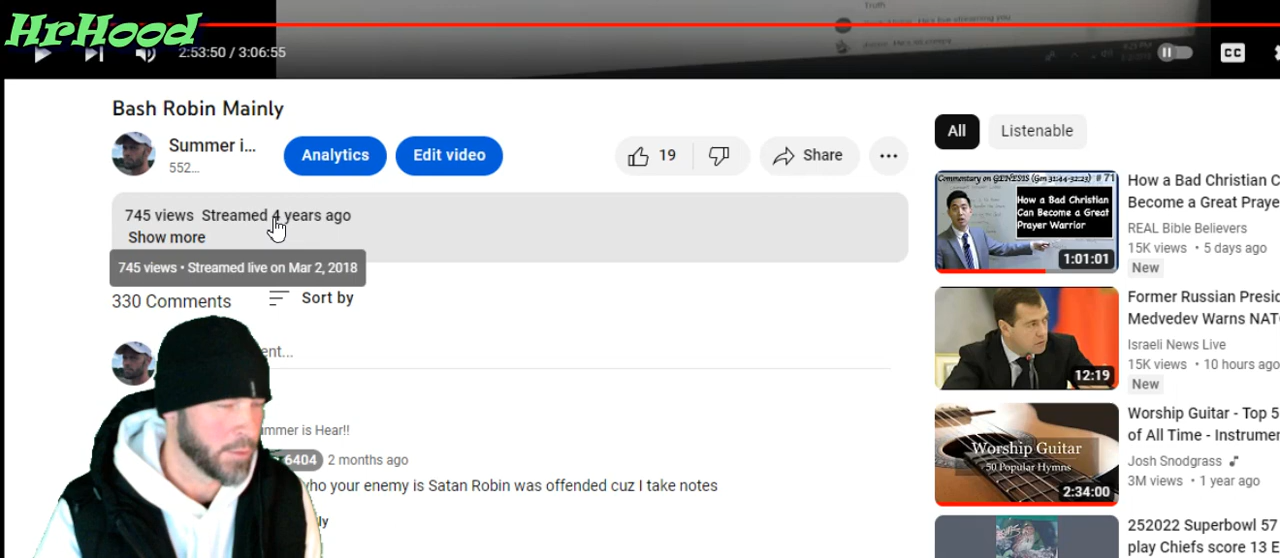 HrHood
Truth
2:53:50 / 3:06:55
CC
Bash Robin Mainly
Summer i...
552...
Analytics
Edit video
19
Share
745 views Streamed 4 years ago
Show more
745 views • Streamed live on Mar 2, 2018
330 Comments
Sort by
ent...
ummer is Hear!!
6404 2 months ago
who your enemy is Satan Robin was offended cuz I take notes
ly
All
Listenable
Commentary on GENESIS (Gen 31:44-32:23) # 71
How a Bad Christian
Can Become a Great
Prayer Warrior
1:01:01
How a Bad Christian C
Become a Great Praye
REAL Bible Believers
15K views • 5 days ago
New
12:19
Former Russian Presid
Medvedev Warns NATO
Israeli News Live
15K views • 10 hours ago
New
Worship Guitar
50 Popular Hymns
2:34:00
Worship Guitar - Top 5
of All Time - Instrumen
Josh Snodgrass
3M views • 1 year ago
252022 Superbowl 57
play Chiefs score 13 E